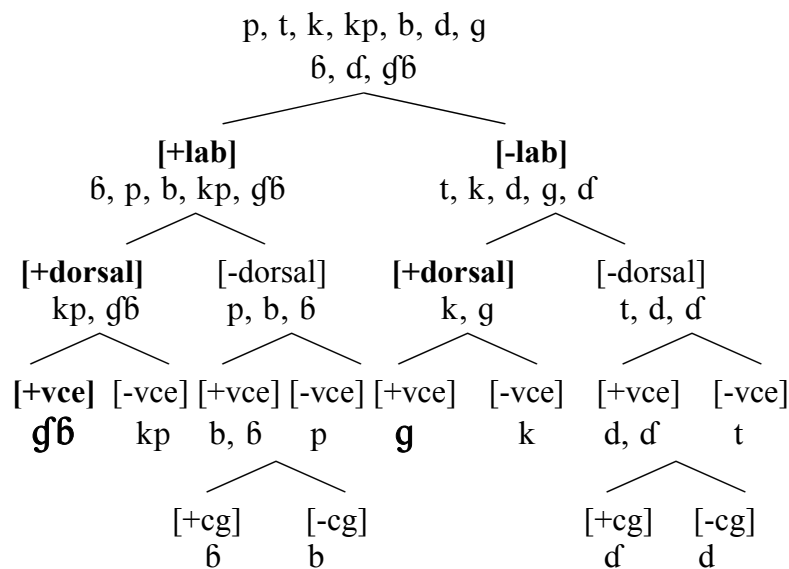 p, t, k, kp, b, d, ɡ
ɓ, ɗ, ɠɓ
[+lab] [-lab]
ɓ, p, b, kp, ɠɓ t, k, d, ɡ, ɗ
[+dorsal] [-dorsal] [+dorsal] [-dorsal]
kp, ɠɓ p, b, ɓ k, ɡ t, d, ɗ
[+vce] [-vce] [+vce] [-vce] [+vce] [-vce] [+vce] [-vce]
ɠɓ kp b, ɓ p ɡ k d, ɗ t
[+cg] [-cg] [+cg] [-cg]
ɓ b ɗ d